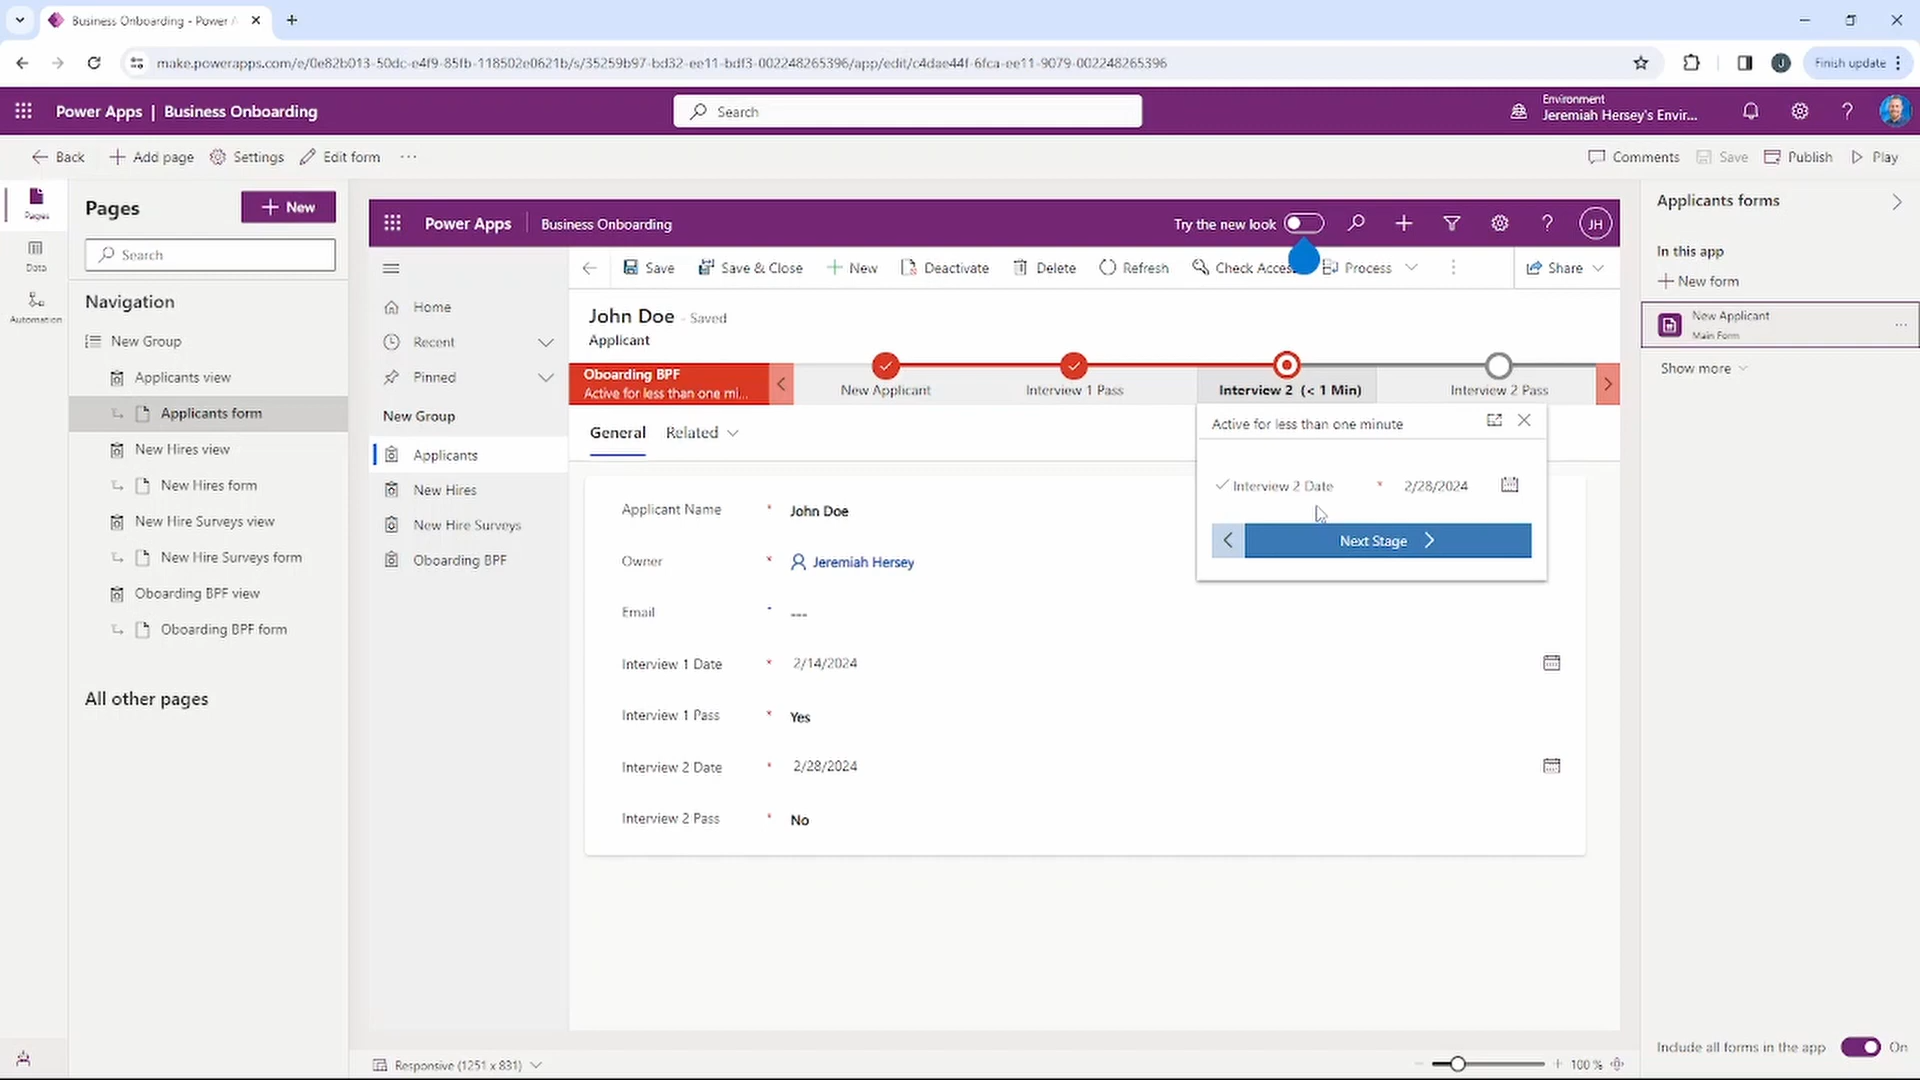 Business Onboarding - Power A
make.powerapps.com/e/0e82b013-50dc-e4f9-85fb-118502e0621b/s/35259b97-bd32-ee11-bdf3-002248265396/app/edit/c4dae44f-6fca-ee11-9079-002248265396
J
Finish update
Power Apps | Business Onboarding
Search
Environment
Jeremiah Hersey's Envir...
Back
Add page
Settings
Edit form
Comments
Save
Publish
Play
Pages
Data
Automation
Pages
New
Search
Navigation
New Group
Applicants view
Applicants form
New Hires view
New Hires form
New Hire Surveys view
New Hire Surveys form
Oboarding BPF view
Oboarding BPF form
All other pages
Power Apps
Business Onboarding
Try the new look
JH
Home
Recent
Pinned
New Group
Applicants
New Hires
New Hire Surveys
Oboarding BPF
Save
Save & Close
New
Deactivate
Delete
Refresh
Check Acces
Process
Share
John Doe - Saved
Applicant
Oboarding BPF
Active for less than one mi...
New Applicant
Interview 1 Pass
Interview 2 (< 1 Min)
Interview 2 Pass
General
Related
Active for less than one minute
Interview 2 Date * 2/28/2024
Next Stage
Applicant Name * John Doe
Owner * Jeremiah Hersey
Email * ---
Interview 1 Date * 2/14/2024
Interview 1 Pass * Yes
Interview 2 Date * 2/28/2024
Interview 2 Pass * No
Responsive (1251 x 831)
100 %
Applicants forms
In this app
New form
New Applicant
Main Form
Show more
Include all forms in the app
On